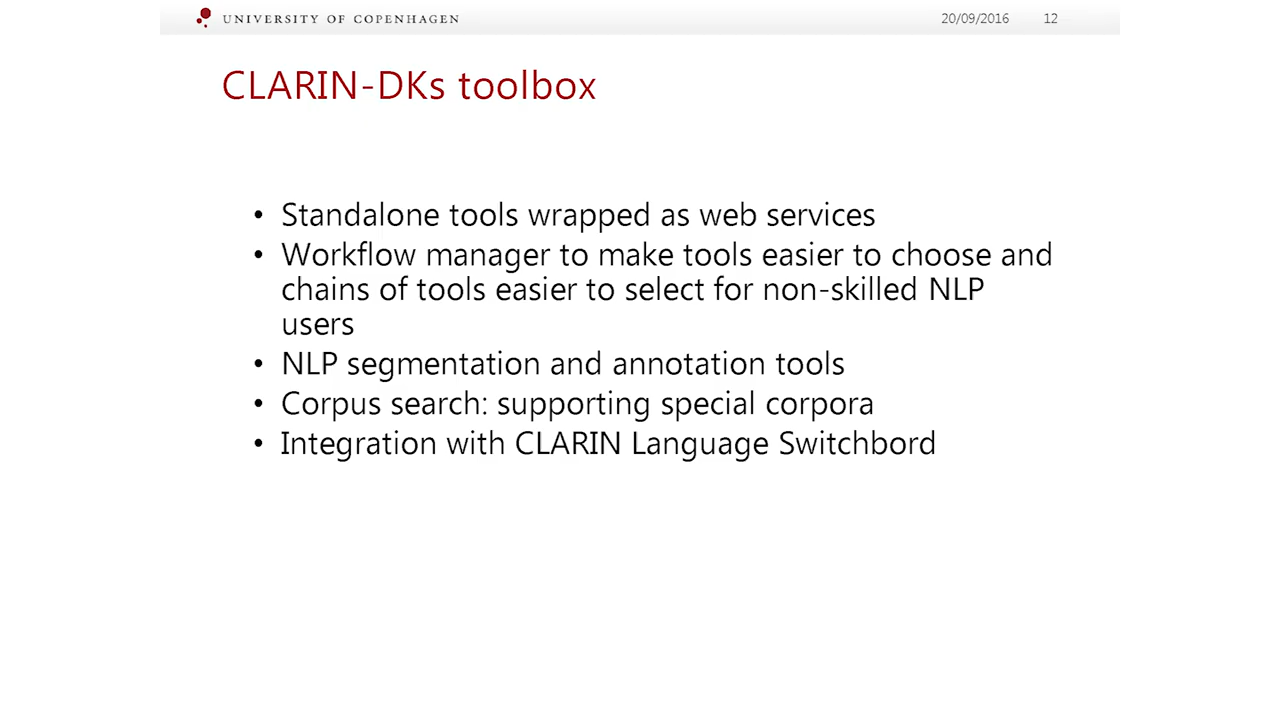 UNIVERSITY OF COPENHAGEN
20/09/2016 12
CLARIN-DKs toolbox
• Standalone tools wrapped as web services
• Workflow manager to make tools easier to choose and
chains of tools easier to select for non-skilled NLP
users
• NLP segmentation and annotation tools
• Corpus search: supporting special corpora
• Integration with CLARIN Language Switchbord